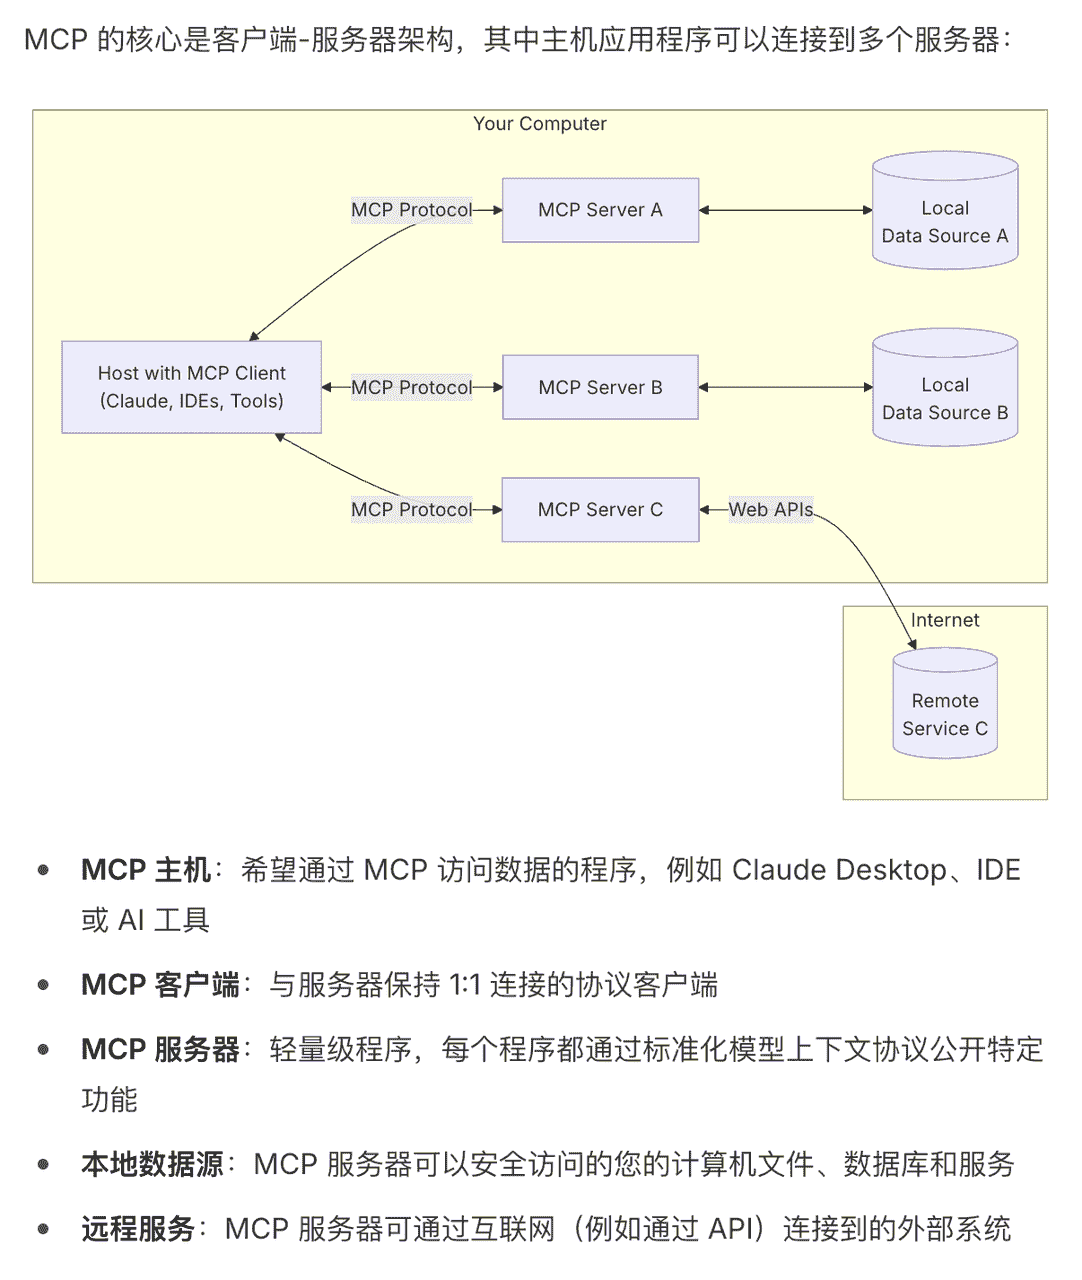 MCP 的核心是客户端-服务器架构，其中主机应用程序可以连接到多个服务器：
Your Computer
MCP Protocol
MCP Server A
Local
Data Source A
Host with MCP Client
(Claude, IDEs, Tools)
MCP Protocol
MCP Server B
Local
Data Source B
MCP Protocol
MCP Server C
Web APIs
Internet
Remote
Service C
MCP 主机：希望通过 MCP 访问数据的程序，例如 Claude Desktop、IDE
或 AI 工具
MCP 客户端：与服务器保持 1:1 连接的协议客户端
MCP 服务器：轻量级程序，每个程序都通过标准化模型上下文协议公开特定
功能
本地数据源：MCP 服务器可以安全访问的您的计算机文件、数据库和服务
远程服务：MCP 服务器可通过互联网（例如通过 API）连接到的外部系统